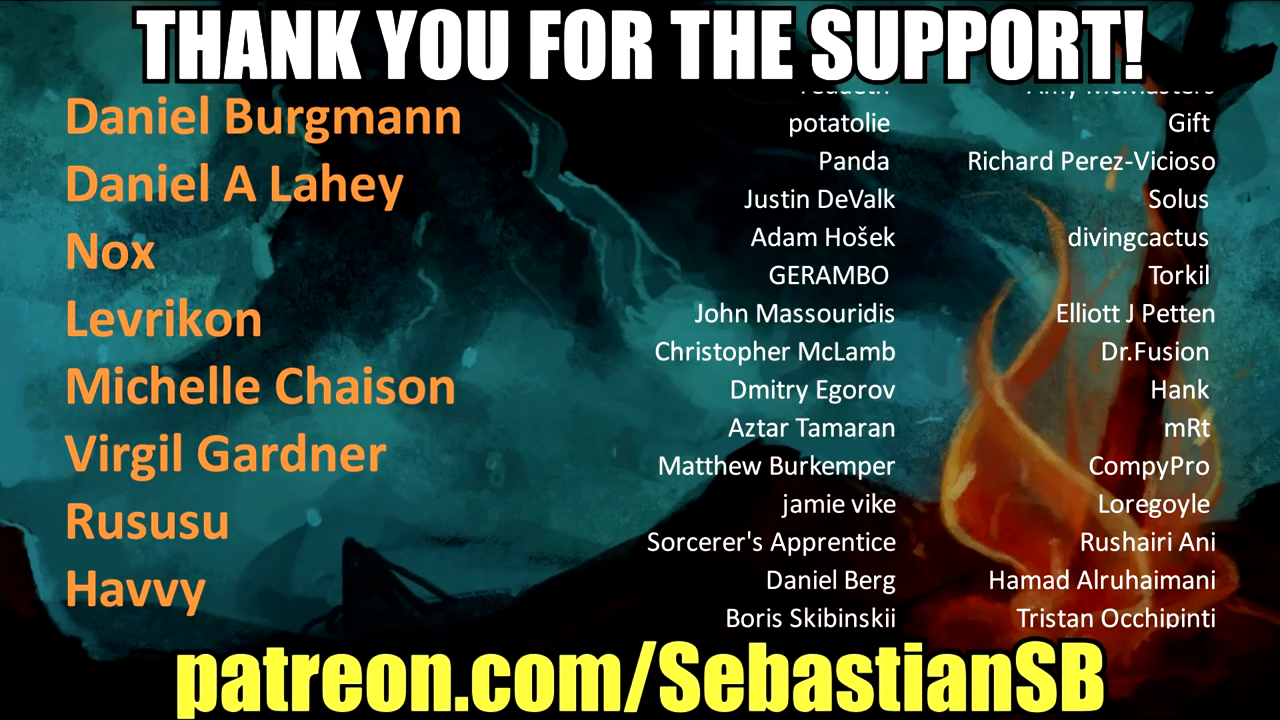 THANK YOU FOR THE SUPPORT!
Daniel Burgmann
Daniel A Lahey
Nox
Levrikon
Michelle Chaison
Virgil Gardner
Rususu
Havvy
potatolie
Panda
Justin DeValk
Adam Hošek
GERAMBO
John Massouridis
Christopher McLamb
Dmitry Egorov
Aztar Tamaran
Matthew Burkemper
jamie vike
Sorcerer's Apprentice
Daniel Berg
Boris Skibinskii
Amy McMasters
Gift
Richard Perez-Vicioso
Solus
divingcactus
Torkil
Elliott J Petten
Dr.Fusion
Hank
mRt
CompyPro
Loregoyle
Rushairi Ani
Hamad Alruhaimani
Tristan Occhipinti
patreon.com/SebastianSB